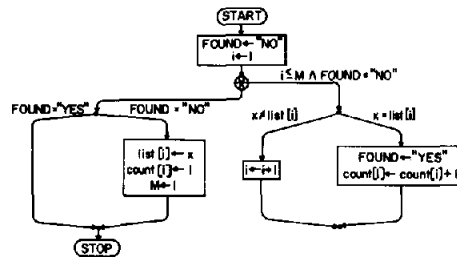 START
FOUND← "NO"
i←1
i ≤ M ∧ FOUND = "NO"
FOUND="YES"
FOUND = "NO"
x≠list[i]
x = list[i]
list[i]← x
count[i]← 1
M← i
i←i+1
FOUND←"YES"
count[i]← count[i]+1
STOP